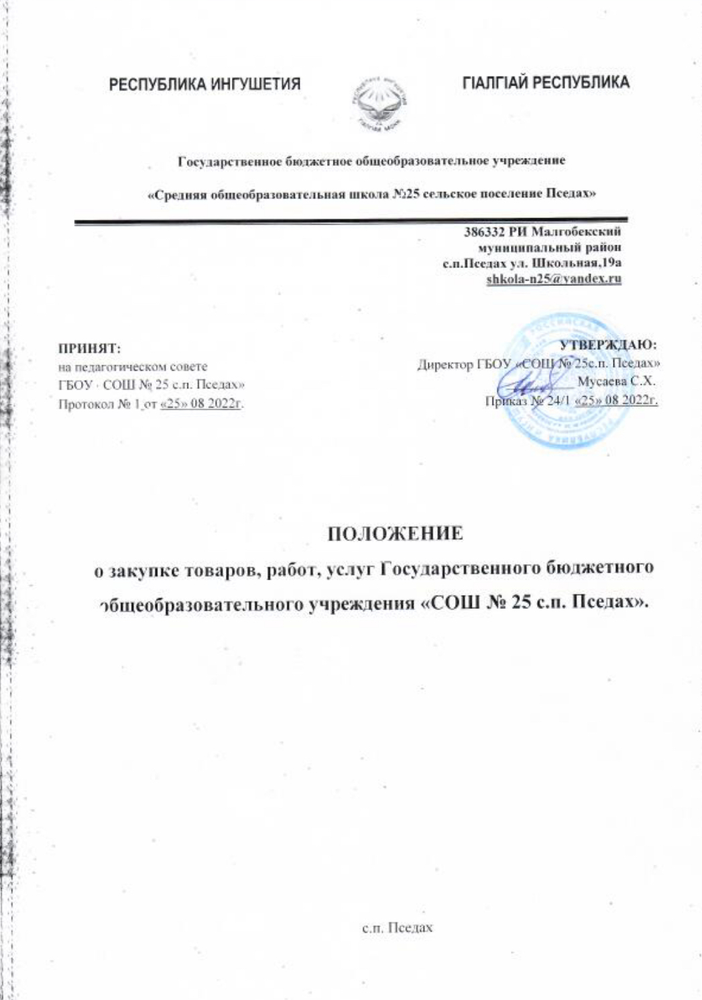 РЕСПУБЛИКА ИНГУШЕТИЯ
ГIАЛГIАЙ РЕСПУБЛИКА
Государственное бюджетное общеобразовательное учреждение
«Средняя общеобразовательная школа №25 сельское поселение Пседах»
386332 РИ Малгобекский
муниципальный район
с.п.Пседах ул. Школьная,19а
shkola-n25@yandex.ru
ПРИНЯТ:
на педагогическом совете
ГБОУ · СОШ № 25 с.п. Пседах»
Протокол № 1 от «25» 08 2022г.
УТВЕРЖДАЮ:
Директор ГБОУ «СОШ № 25с.п. Пседах»
Мусаева С.Х.
Приказ № 24/1 «25» 08 2022г.
РОССИЙСКАЯ
РЕСПУБЛИКА ИНГУШ
ПОЛОЖЕНИЕ
о закупке товаров, работ, услуг Государственного бюджетного
общеобразовательного учреждения «СОШ № 25 с.п. Пседах».
с.п. Пседах